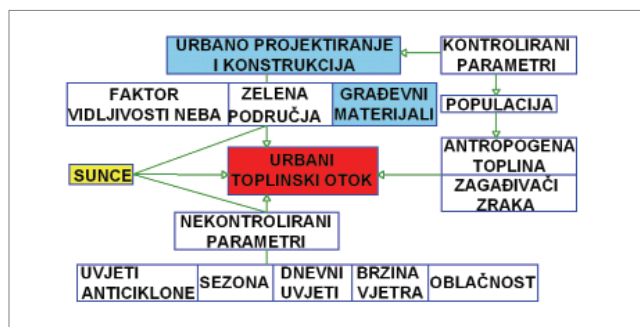 URBANO PROJEKTIRANJE
I KONSTRUKCIJA
KONTROLIRANI
PARAMETRI
FAKTOR
VIDLJIVOSTI NEBA
ZELENA
PODRUČJA
GRAĐEVNI
MATERIJALI
POPULACIJA
SUNCE
URBANI
TOPLINSKI OTOK
ANTROPOGENA
TOPLINA
ZAGAĐIVAČI
ZRAKA
NEKONTROLIRANI
PARAMETRI
UVJETI
ANTICIKLONE
SEZONA
DNEVNI
UVJETI
BRZINA
VJETRA
OBLAČNOST